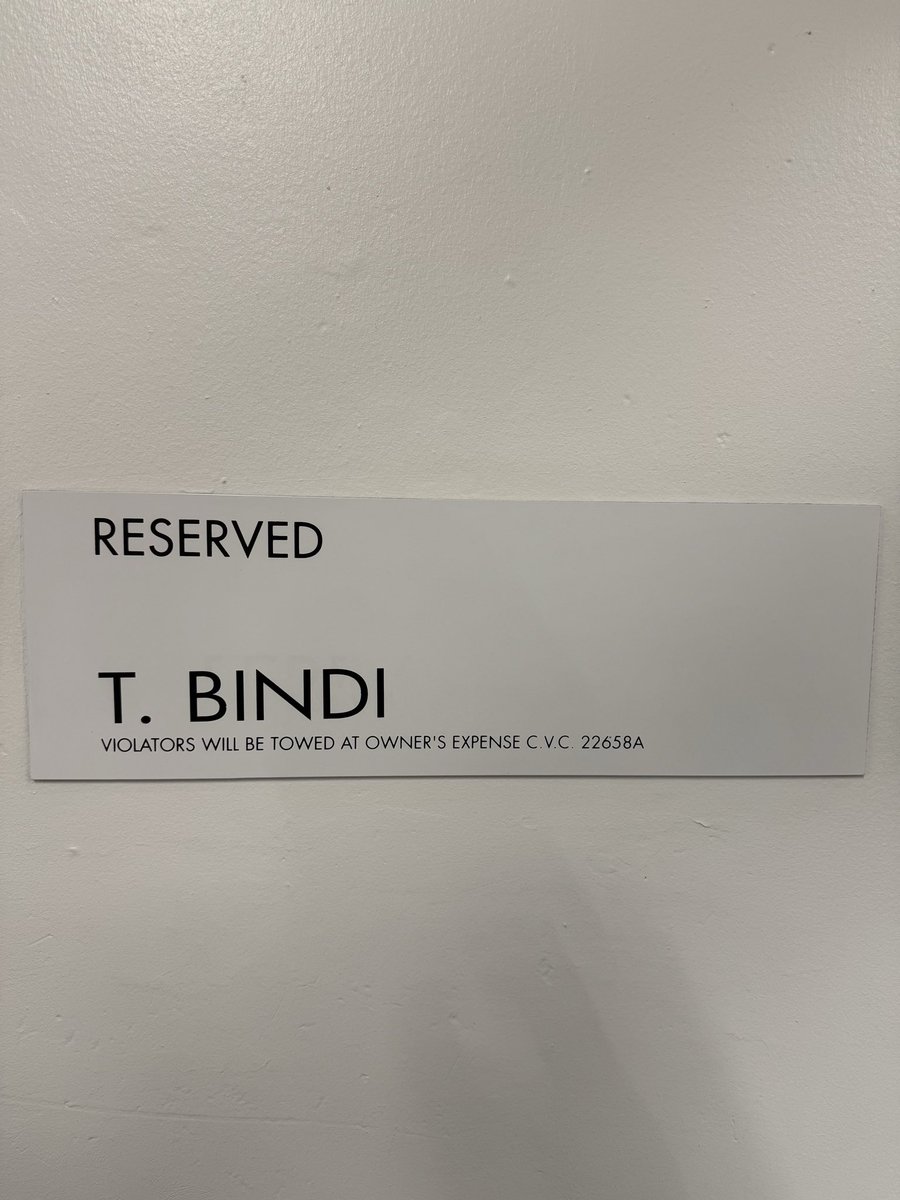 RESERVED
T. BINDI
VIOLATORS WILL BE TOWED AT OWNER'S EXPENSE C.V.C. 22658A